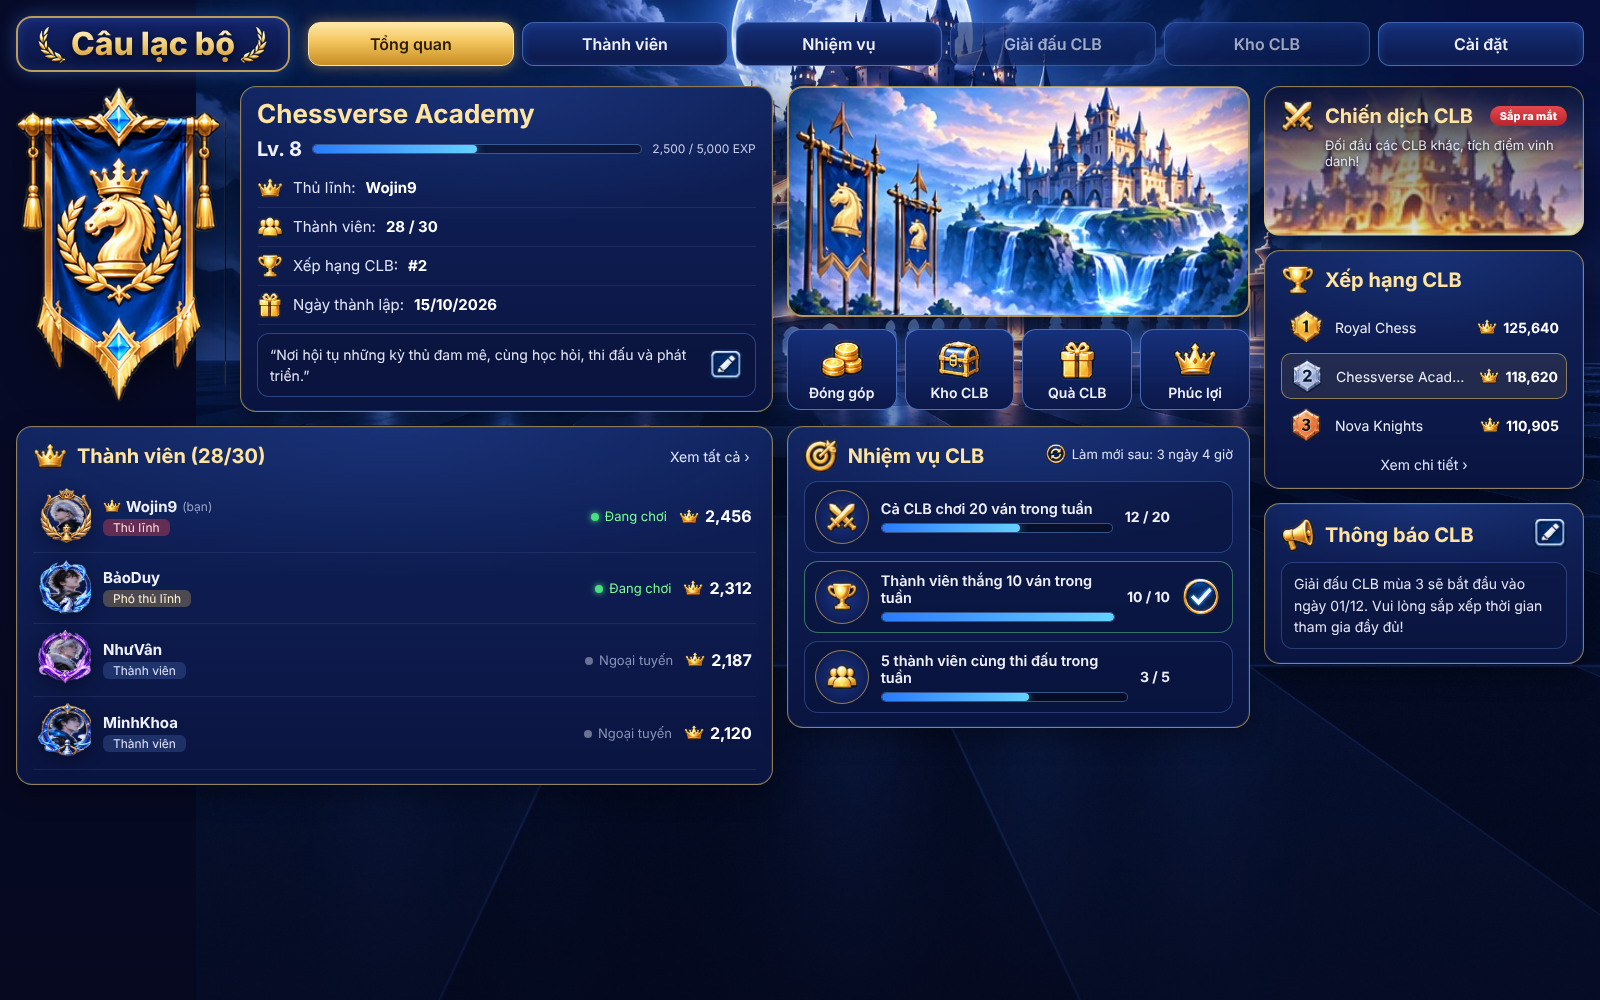 Câu lạc bộ
Tổng quan
Thành viên
Nhiệm vụ
Giải đấu CLB
Kho CLB
Cài đặt
Chessverse Academy
Lv. 8
2,500 / 5,000 EXP
Thủ lĩnh: Wojin9
Thành viên: 28 / 30
Xếp hạng CLB: #2
Ngày thành lập: 15/10/2026
“Nơi hội tụ những kỳ thủ đam mê, cùng học hỏi, thi đấu và phát
triển.”
Đóng góp
Kho CLB
Quà CLB
Phúc lợi
Chiến dịch CLB
Sắp ra mắt
Đối đầu các CLB khác, tích điểm vinh
danh!
Xếp hạng CLB
1 Royal Chess 125,640
2 Chessverse Acad... 118,620
3 Nova Knights 110,905
Xem chi tiết ›
Thành viên (28/30)
Xem tất cả ›
Wojin9 (bạn)
Thủ lĩnh
Đang chơi 2,456
BảoDuy
Phó thủ lĩnh
Đang chơi 2,312
NhưVân
Thành viên
Ngoại tuyến 2,187
MinhKhoa
Thành viên
Ngoại tuyến 2,120
Nhiệm vụ CLB
Làm mới sau: 3 ngày 4 giờ
Cả CLB chơi 20 ván trong tuần
12 / 20
Thành viên thắng 10 ván trong
tuần
10 / 10
5 thành viên cùng thi đấu trong
tuần
3 / 5
Thông báo CLB
Giải đấu CLB mùa 3 sẽ bắt đầu vào
ngày 01/12. Vui lòng sắp xếp thời gian
tham gia đầy đủ!